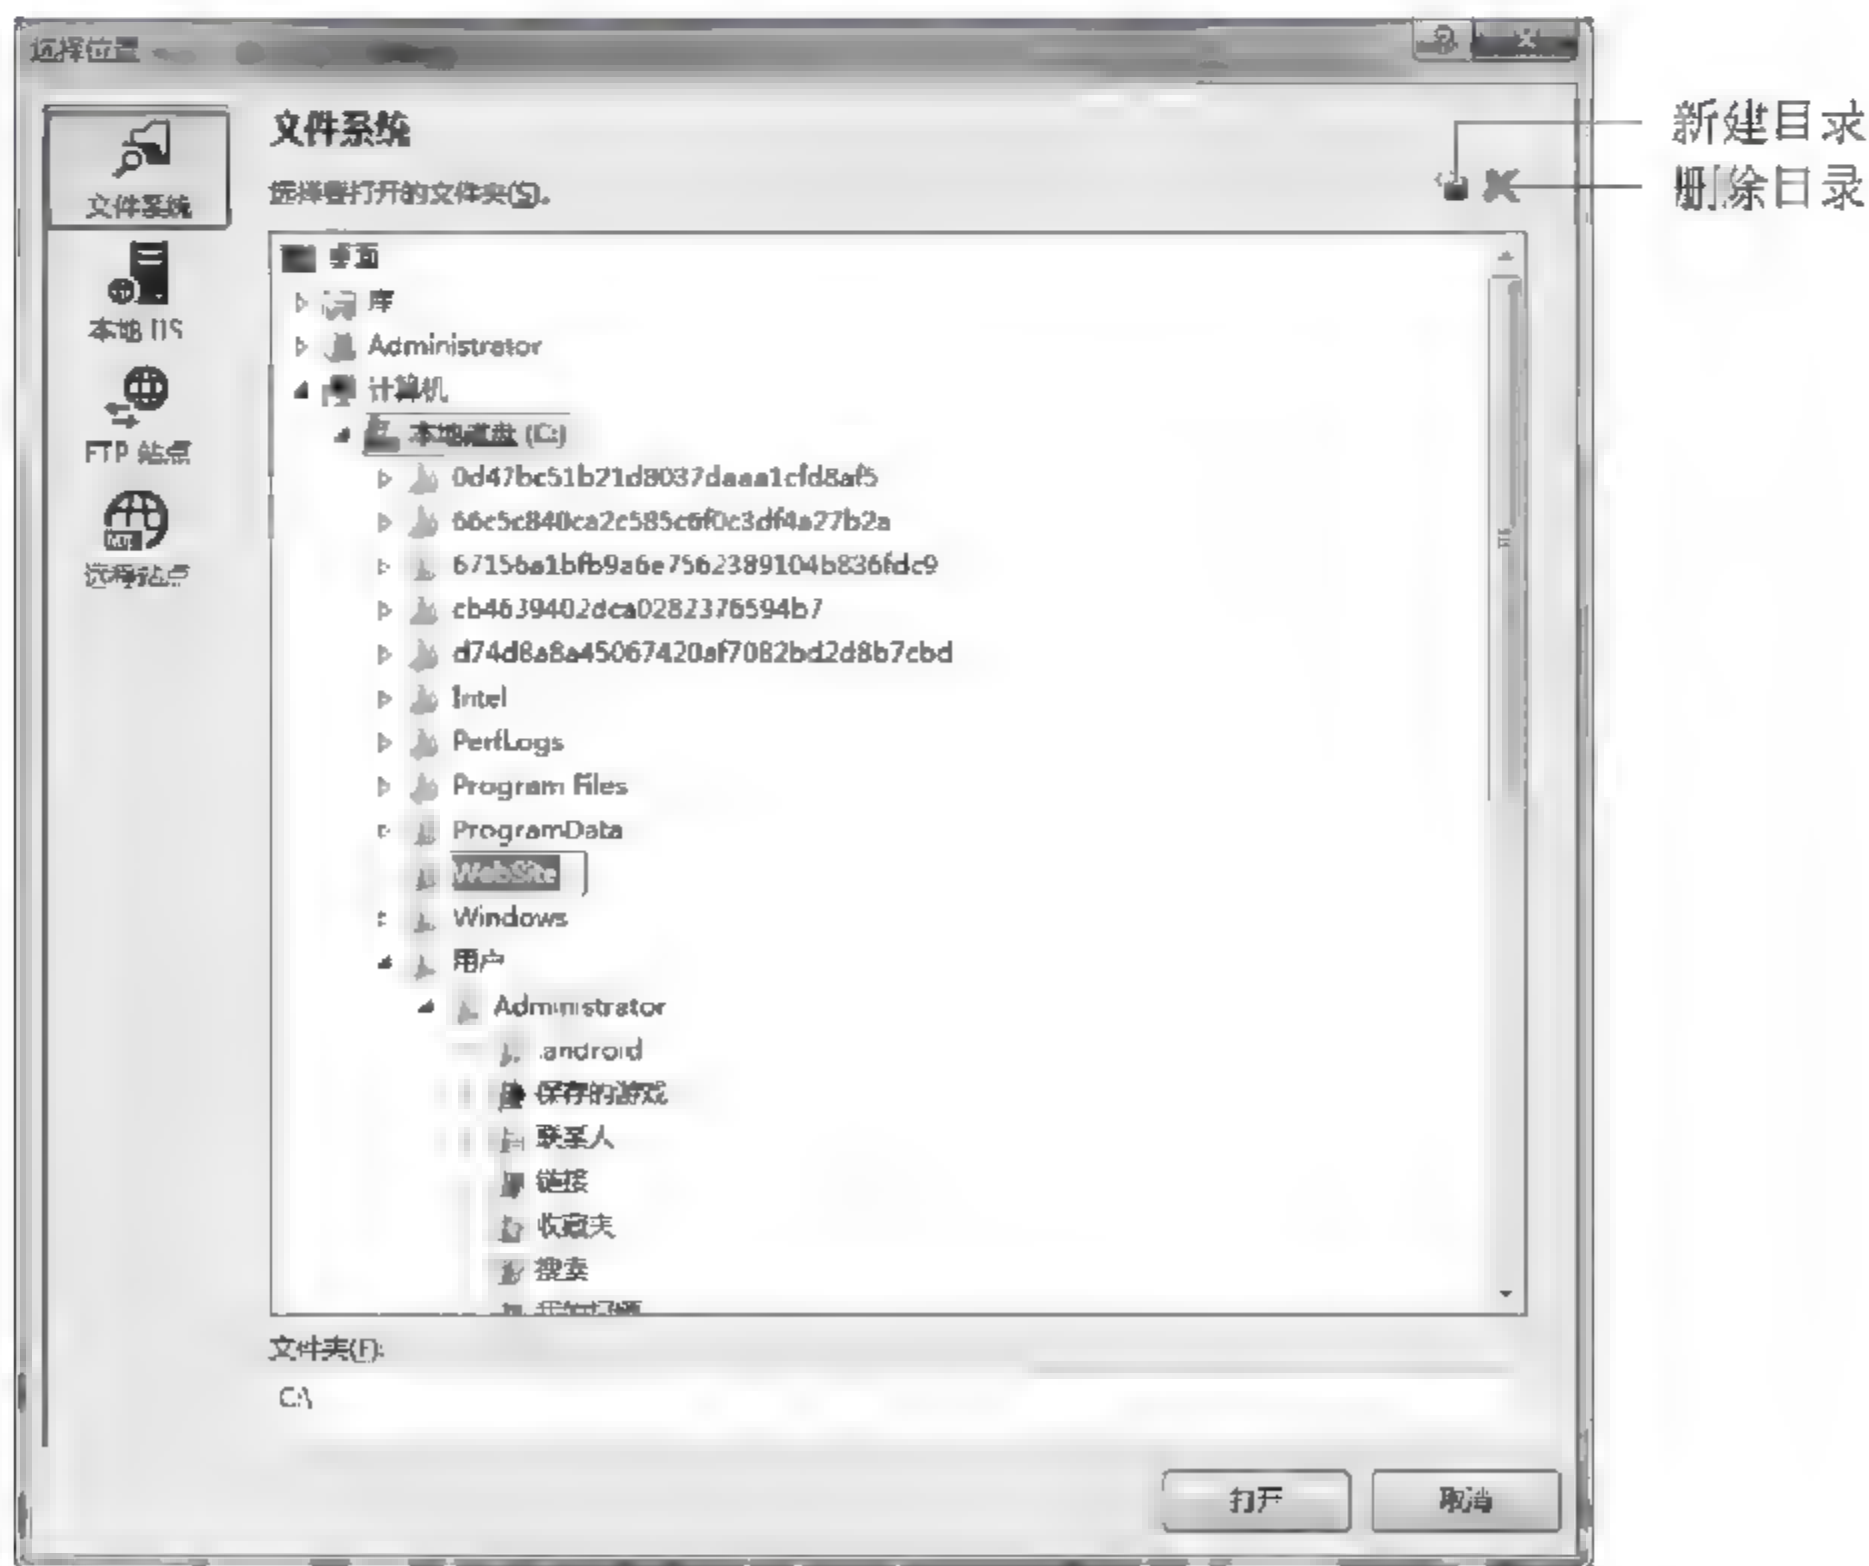 选择位置
文件系统
本地 IIS
FTP 站点
远程站点
文件系统
选择要打开的文件夹(S)。
新建目录
删除目录
桌面
库
Administrator
计算机
本地磁盘 (C:)
0d47bc51b21d8037daaa1cfd8af5
66c5c840ca2c585c6f0c3df4a27b2a
67156a1bfb9a6e7562389104b836fdc9
cb4639402dca0282376594b7
d74d8a8a45067420af7082bd2d8b7cbd
Intel
PerfLogs
Program Files
ProgramData
WebSite
Windows
用户
Administrator
.android
保存的游戏
联系人
链接
收藏夹
搜索
文件夹(F):
C:\
打开
取消